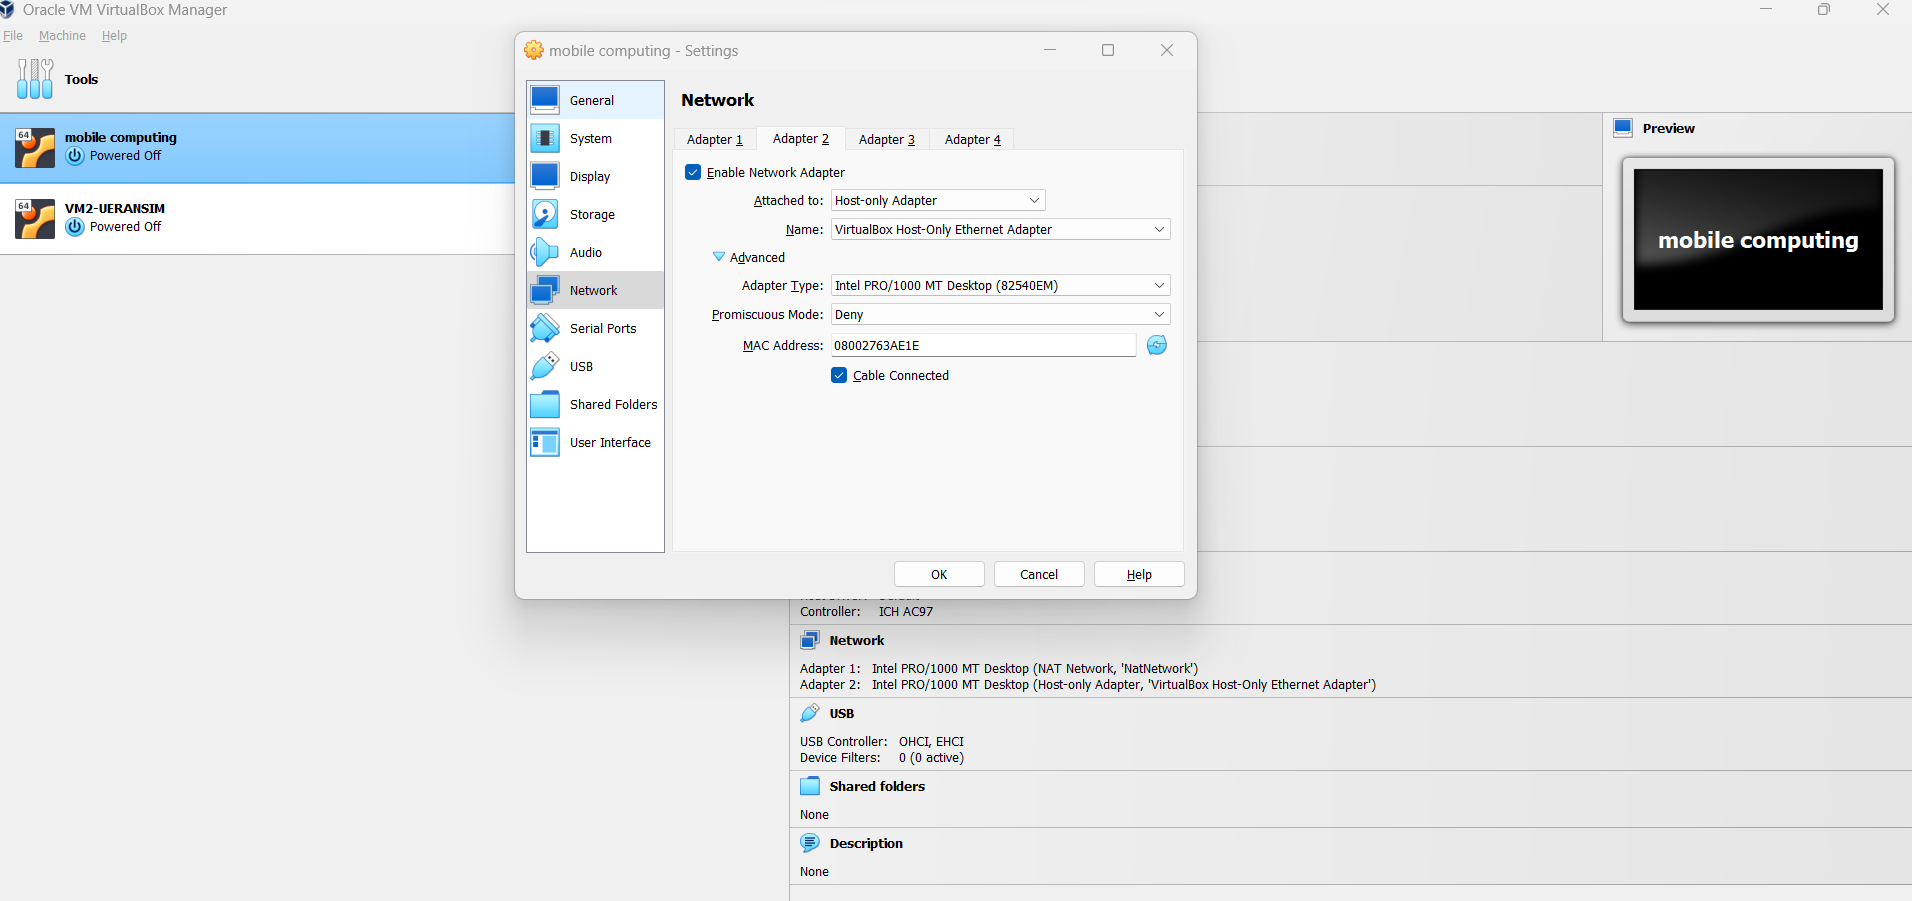 Oracle VM VirtualBox Manager
File Machine Help
Tools
64
mobile computing
Powered Off
64
VM2-UERANSIM
Powered Off
mobile computing - Settings
General
System
Display
Storage
Audio
Network
Serial Ports
USB
Shared Folders
User Interface
Network
Adapter 1 Adapter 2 Adapter 3 Adapter 4
Enable Network Adapter
Attached to: Host-only Adapter
Name: VirtualBox Host-Only Ethernet Adapter
Advanced
Adapter Type: Intel PRO/1000 MT Desktop (82540EM)
Promiscuous Mode: Deny
MAC Address: 08002763AE1E
Cable Connected
OK Cancel Help
Preview
mobile computing
Controller: ICH AC97
Network
Adapter 1: Intel PRO/1000 MT Desktop (NAT Network, 'NatNetwork')
Adapter 2: Intel PRO/1000 MT Desktop (Host-only Adapter, 'VirtualBox Host-Only Ethernet Adapter')
USB
USB Controller: OHCI, EHCI
Device Filters: 0 (0 active)
Shared folders
None
Description
None